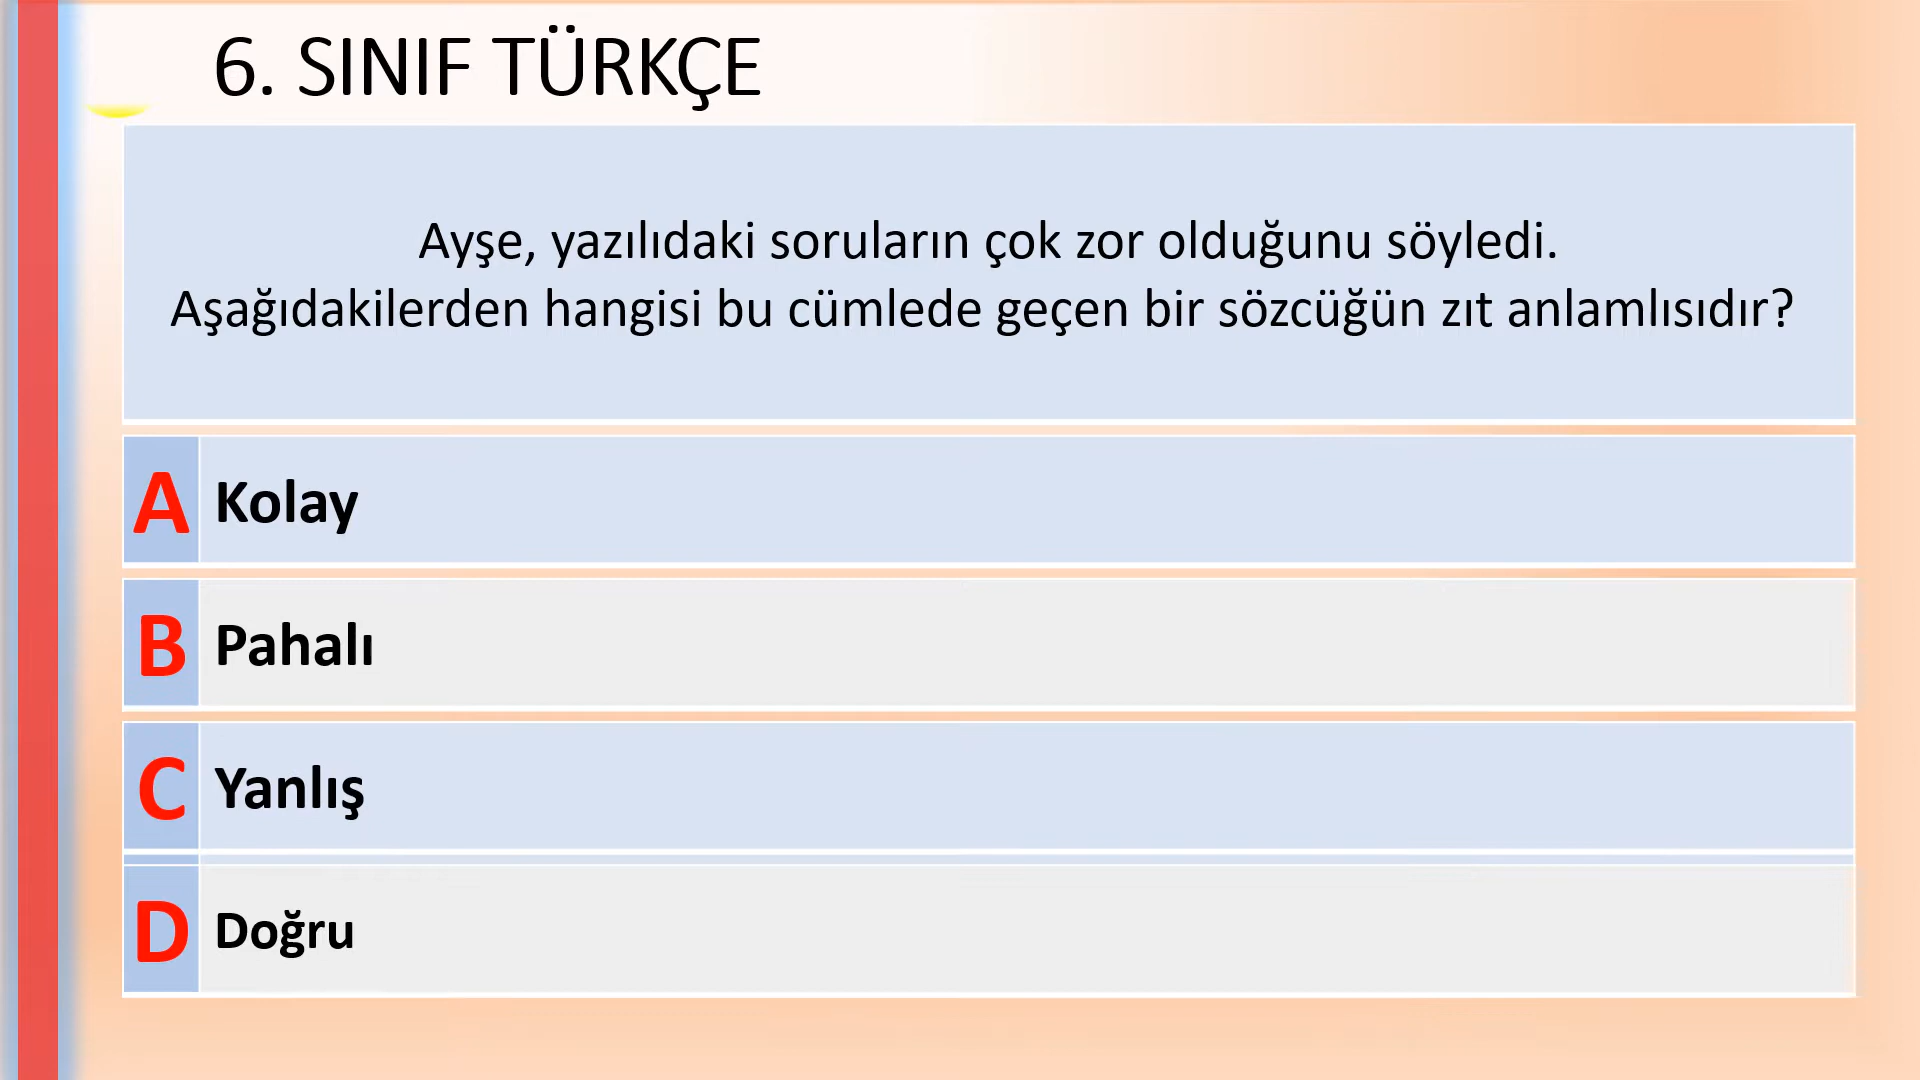 6. SINIF TÜRKÇE
Ayşe, yazılıdaki soruların çok zor olduğunu söyledi.
Aşağıdakilerden hangisi bu cümlede geçen bir sözcüğün zıt anlamlısıdır?
A Kolay
B Pahalı
C Yanlış
D Doğru